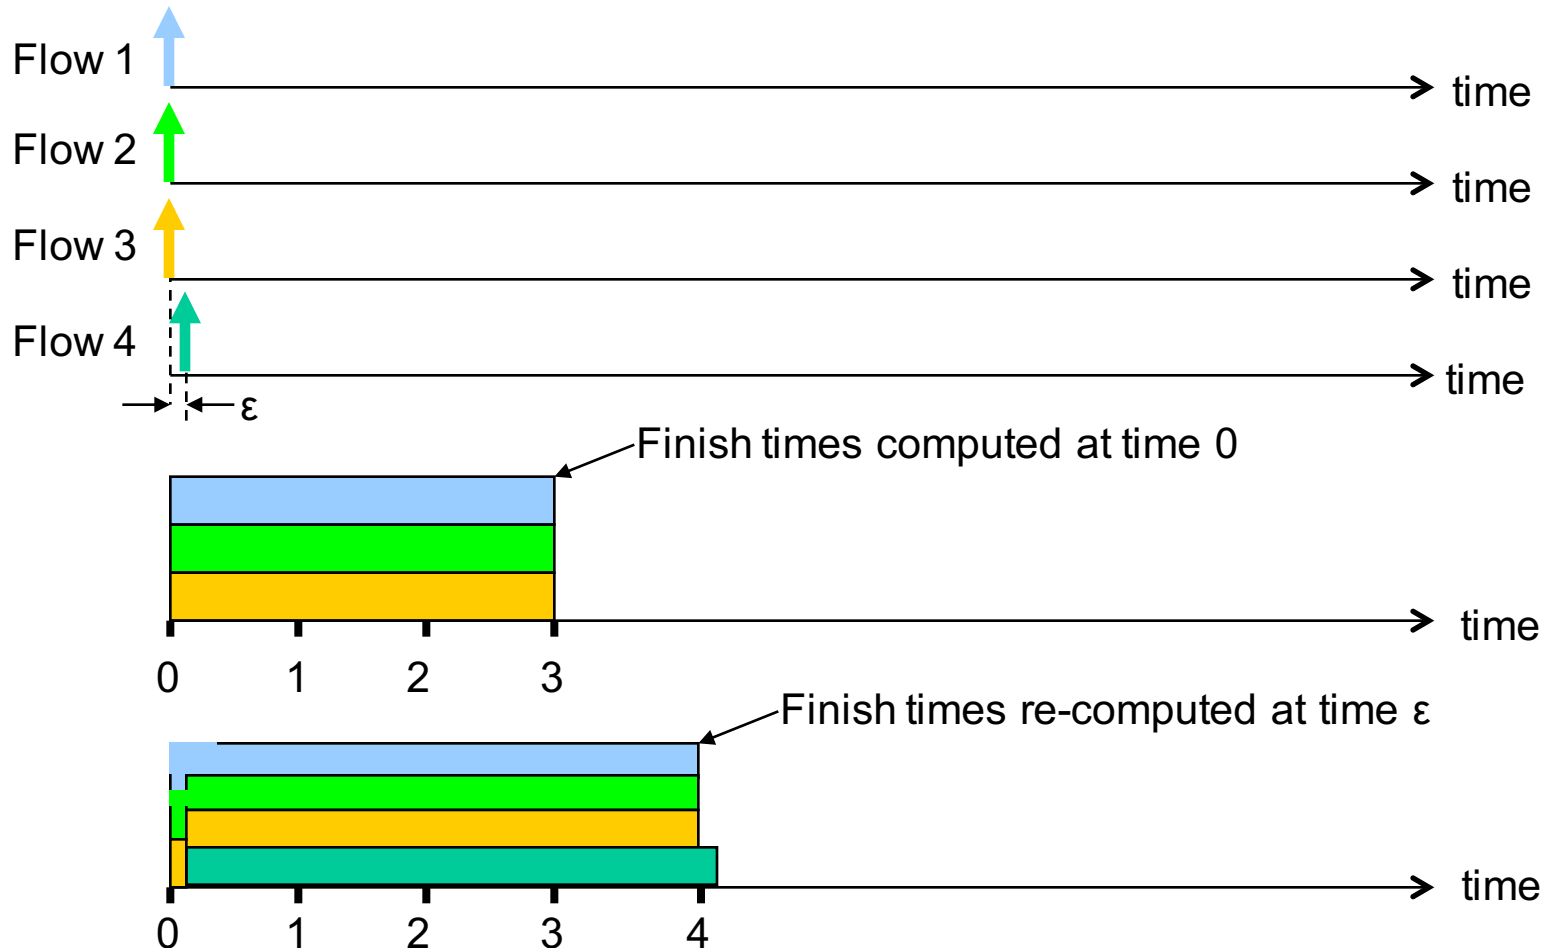 Flow 1
time
Flow 2
time
Flow 3
time
Flow 4
time
ε
Finish times computed at time 0
time
0 1 2 3
Finish times re-computed at time ε
time
0 1 2 3 4